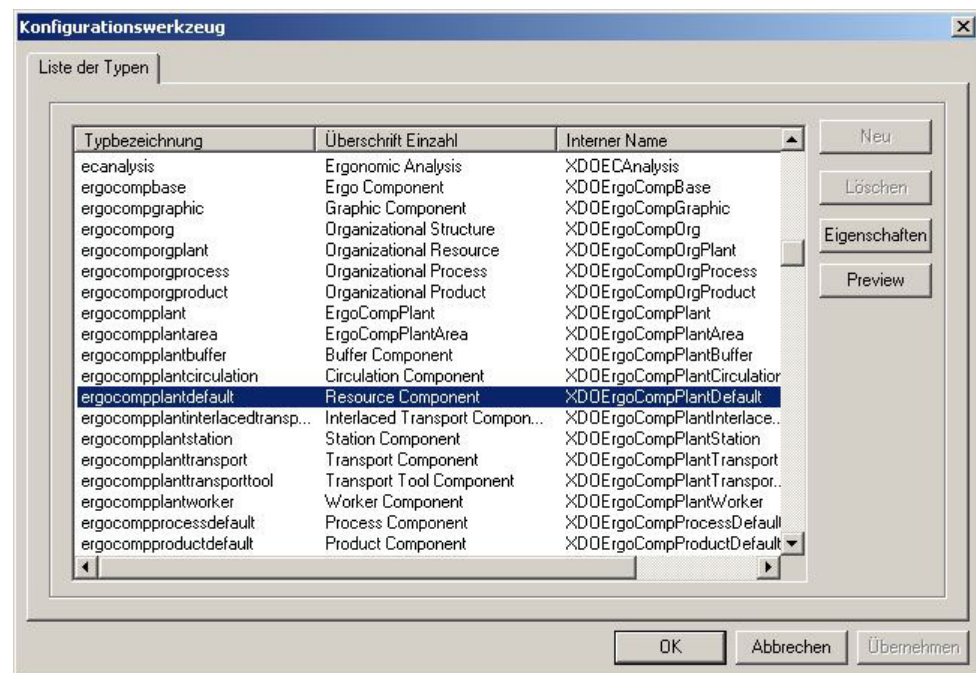 Konfigurationswerkzeug
Liste der Typen
Typbezeichnung Überschrift Einzahl Interner Name
ecanalysis Ergonomic Analysis XDOECAnalysis
ergocompbase Ergo Component XDOErgoCompBase
ergocompgraphic Graphic Component XDOErgoCompGraphic
ergocomporg Organizational Structure XDOErgoCompOrg
ergocomporgplant Organizational Resource XDOErgoCompOrgPlant
ergocomporgprocess Organizational Process XDOErgoCompOrgProcess
ergocomporgproduct Organizational Product XDOErgoCompOrgProduct
ergocompplant ErgoCompPlant XDOErgoCompPlant
ergocompplantarea ErgoCompPlantArea XDOErgoCompPlantArea
ergocompplantbuffer Buffer Component XDOErgoCompPlantBuffer
ergocompplantcirculation Circulation Component XDOErgoCompPlantCirculation
ergocompplantdefault Resource Component XDOErgoCompPlantDefault
ergocompplantinterlacedtransp... Interlaced Transport Compon... XDOErgoCompPlantInterlace...
ergocompplantstation Station Component XDOErgoCompPlantStation
ergocompplanttransport Transport Component XDOErgoCompPlantTransport
ergocompplanttransporttool Transport Tool Component XDOErgoCompPlantTranspor...
ergocompplantworker Worker Component XDOErgoCompPlantWorker
ergocompprocessdefault Process Component XDOErgoCompProcessDefault
ergocompproductdefault Product Component XDOErgoCompProductDefault
Neu
Löschen
Eigenschaften
Preview
OK Abbrechen Übernehmen